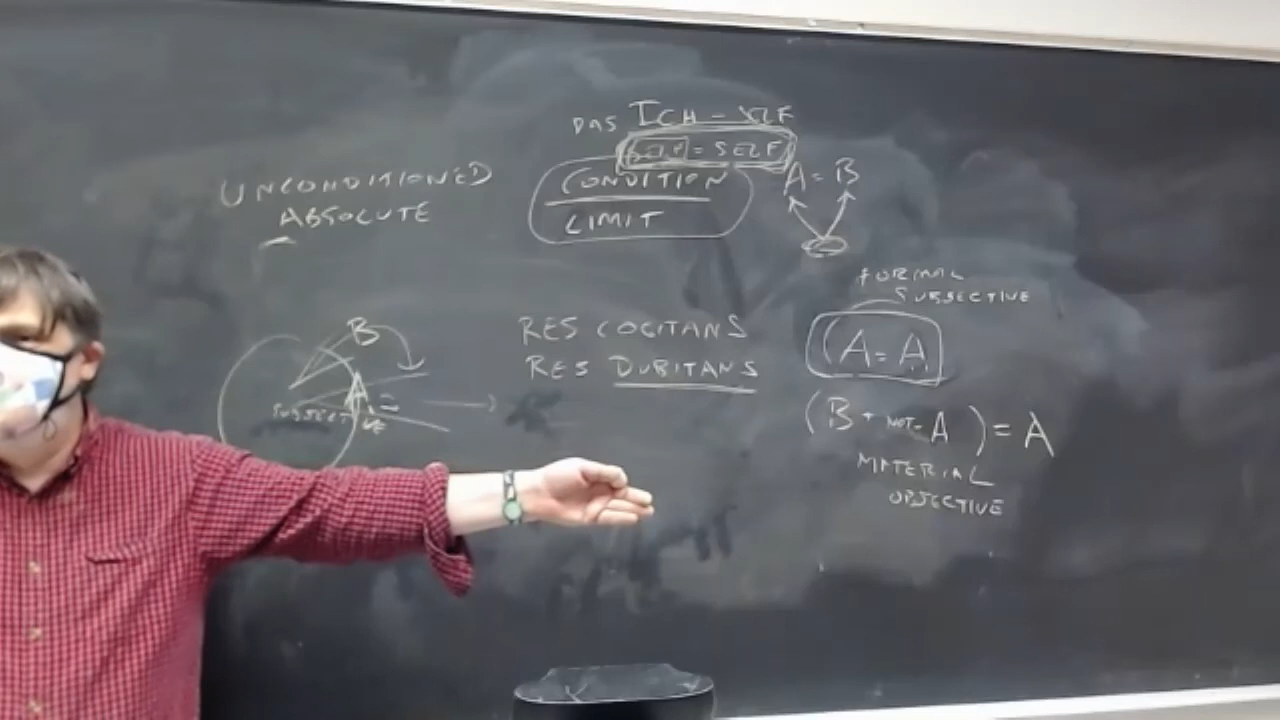 DAS ICH - SELF
SELF = SELF
UNCONDITIONED
ABSOLUTE
CONDITION
LIMIT
A = B
FORMAL
SUBJECTIVE
(A = A
B
A =
SUBJECTIVE
RES COGITANS
RES DUBITANS
(B + NOT-A) = A
MATERIAL
OBJECTIVE